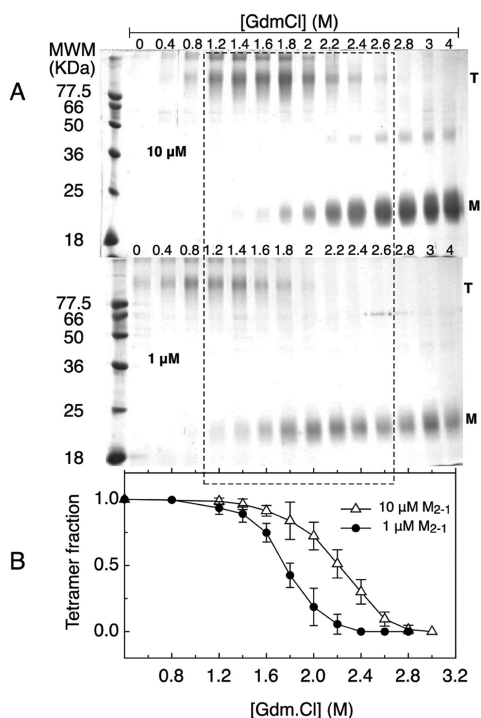 [GdmCl] (M)
MWM
(KDa)
0 0.4 0.8 1.2 1.4 1.6 1.8 2 2.2 2.4 2.6 2.8 3 4
A
T
77.5
66
50
10 µM
36
25
M
18
0 0.4 0.8 1.2 1.4 1.6 1.8 2 2.2 2.4 2.6 2.8 3 4
T
77.5
66
50
1 µM
36
25
M
18
B
Tetramer fraction
1.0
0.5
0.0
10 µM M2-1
1 µM M2-1
0.8 1.2 1.6 2.0 2.4 2.8 3.2
[Gdm.Cl] (M)